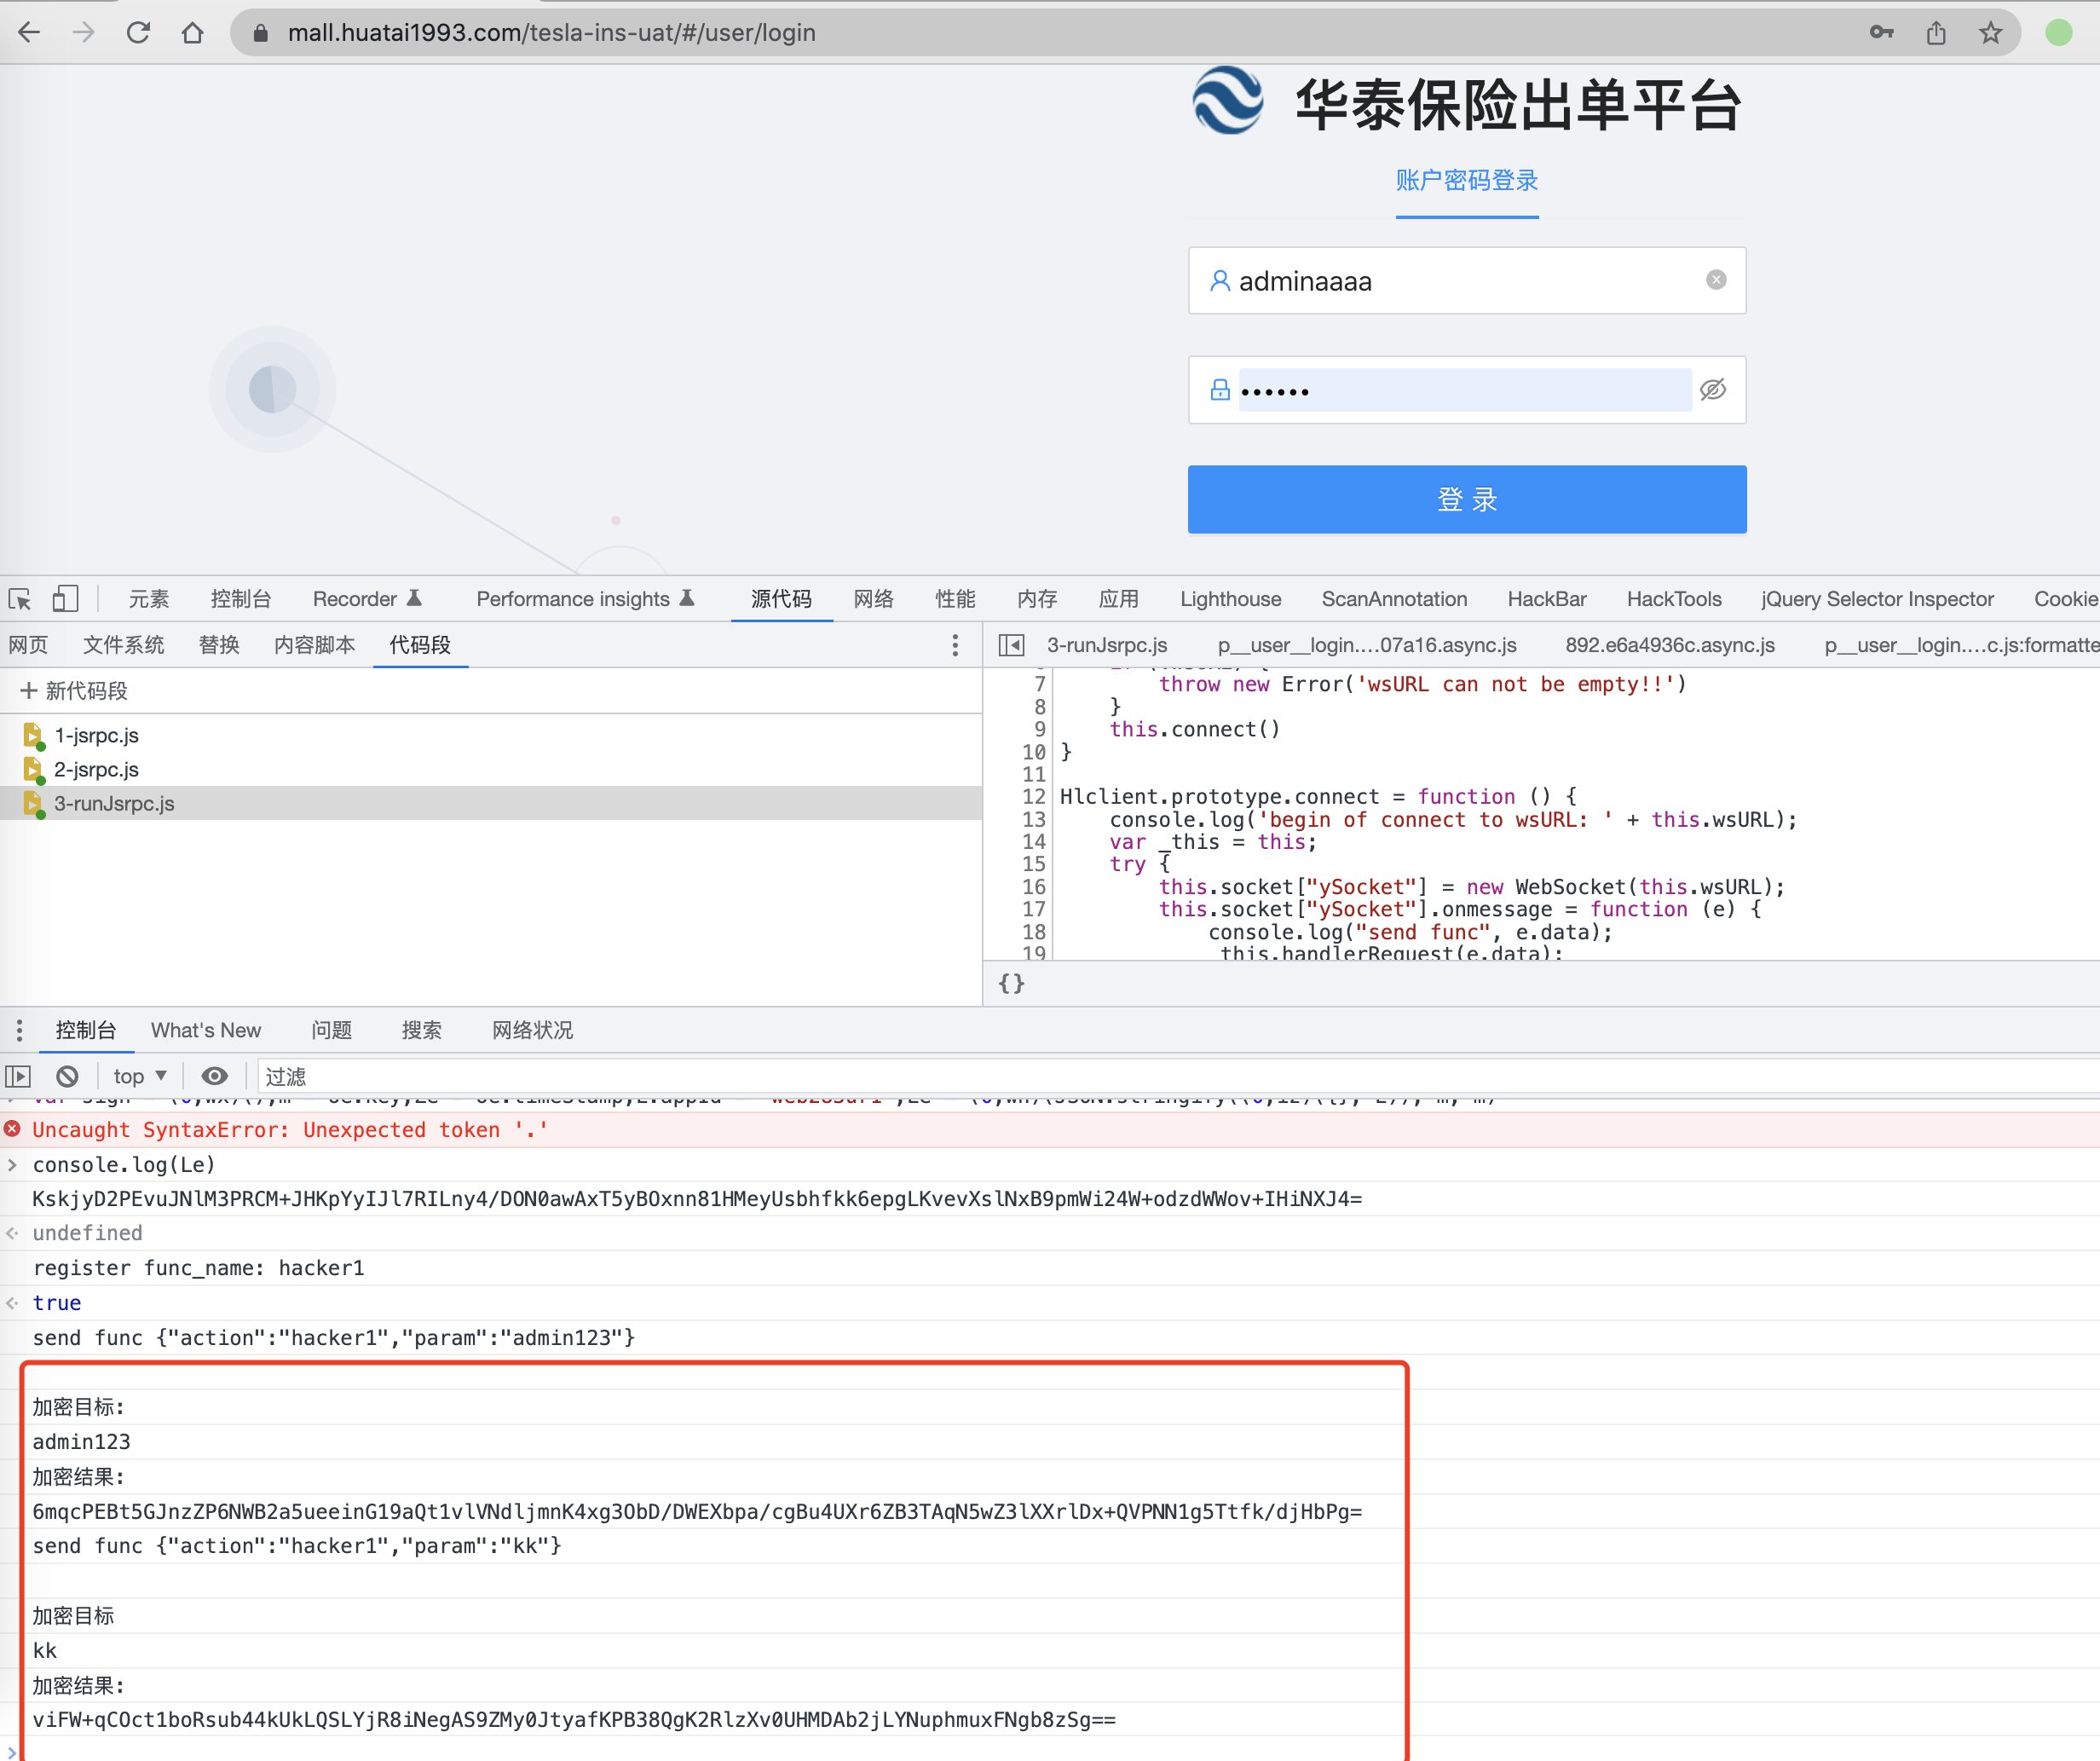 mall.huatai1993.com/tesla-ins-uat/#/user/login
华泰保险出单平台
账户密码登录
adminaaaa
••••••
登 录
元素 控制台 Recorder Performance insights 源代码 网络 性能 内存 应用 Lighthouse ScanAnnotation HackBar HackTools jQuery Selector Inspector Cookie
网页 文件系统 替换 内容脚本 代码段
3-runJsrpc.js p__user__login....07a16.async.js 892.e6a4936c.async.js p__user__login....c.js:formatte
+ 新代码段
1-jsrpc.js
2-jsrpc.js
3-runJsrpc.js
7 throw new Error('wsURL can not be empty!!')
8 }
9 this.connect()
10 }
11
12 Hlclient.prototype.connect = function () {
13 console.log('begin of connect to wsURL: ' + this.wsURL);
14 var _this = this;
15 try {
16 this.socket["ySocket"] = new WebSocket(this.wsURL);
17 this.socket["ySocket"].onmessage = function (e) {
18 console.log("send func", e.data);
19 _this.handlerRequest(e.data);
{}
控制台 What's New 问题 搜索 网络状况
top 过滤
Uncaught SyntaxError: Unexpected token '.'
> console.log(Le)
KskjyD2PEvuJNlM3PRCM+JHKpYyIJl7RILny4/DON0awAxT5yBOxnn81HMeyUsbhfkk6epgLKvevXslNxB9pmWi24W+odzdWWov+IHiNXJ4=
undefined
register func_name: hacker1
true
send func {"action":"hacker1","param":"admin123"}
加密目标:
admin123
加密结果:
6mqcPEBt5GJnzZP6NWB2a5ueeinG19aQt1vlVNdljmnK4xg3ObD/DWEXbpa/cgBu4UXr6ZB3TAqN5wZ3lXXrlDx+QVPNN1g5Ttfk/djHbPg=
send func {"action":"hacker1","param":"kk"}
加密目标
kk
加密结果:
viFW+qCOct1boRsub44kUkLQSLYjR8iNegAS9ZMy0JtyafKPB38QgK2RlzXv0UHMDAb2jLYNuphmuxFNgb8zSg==